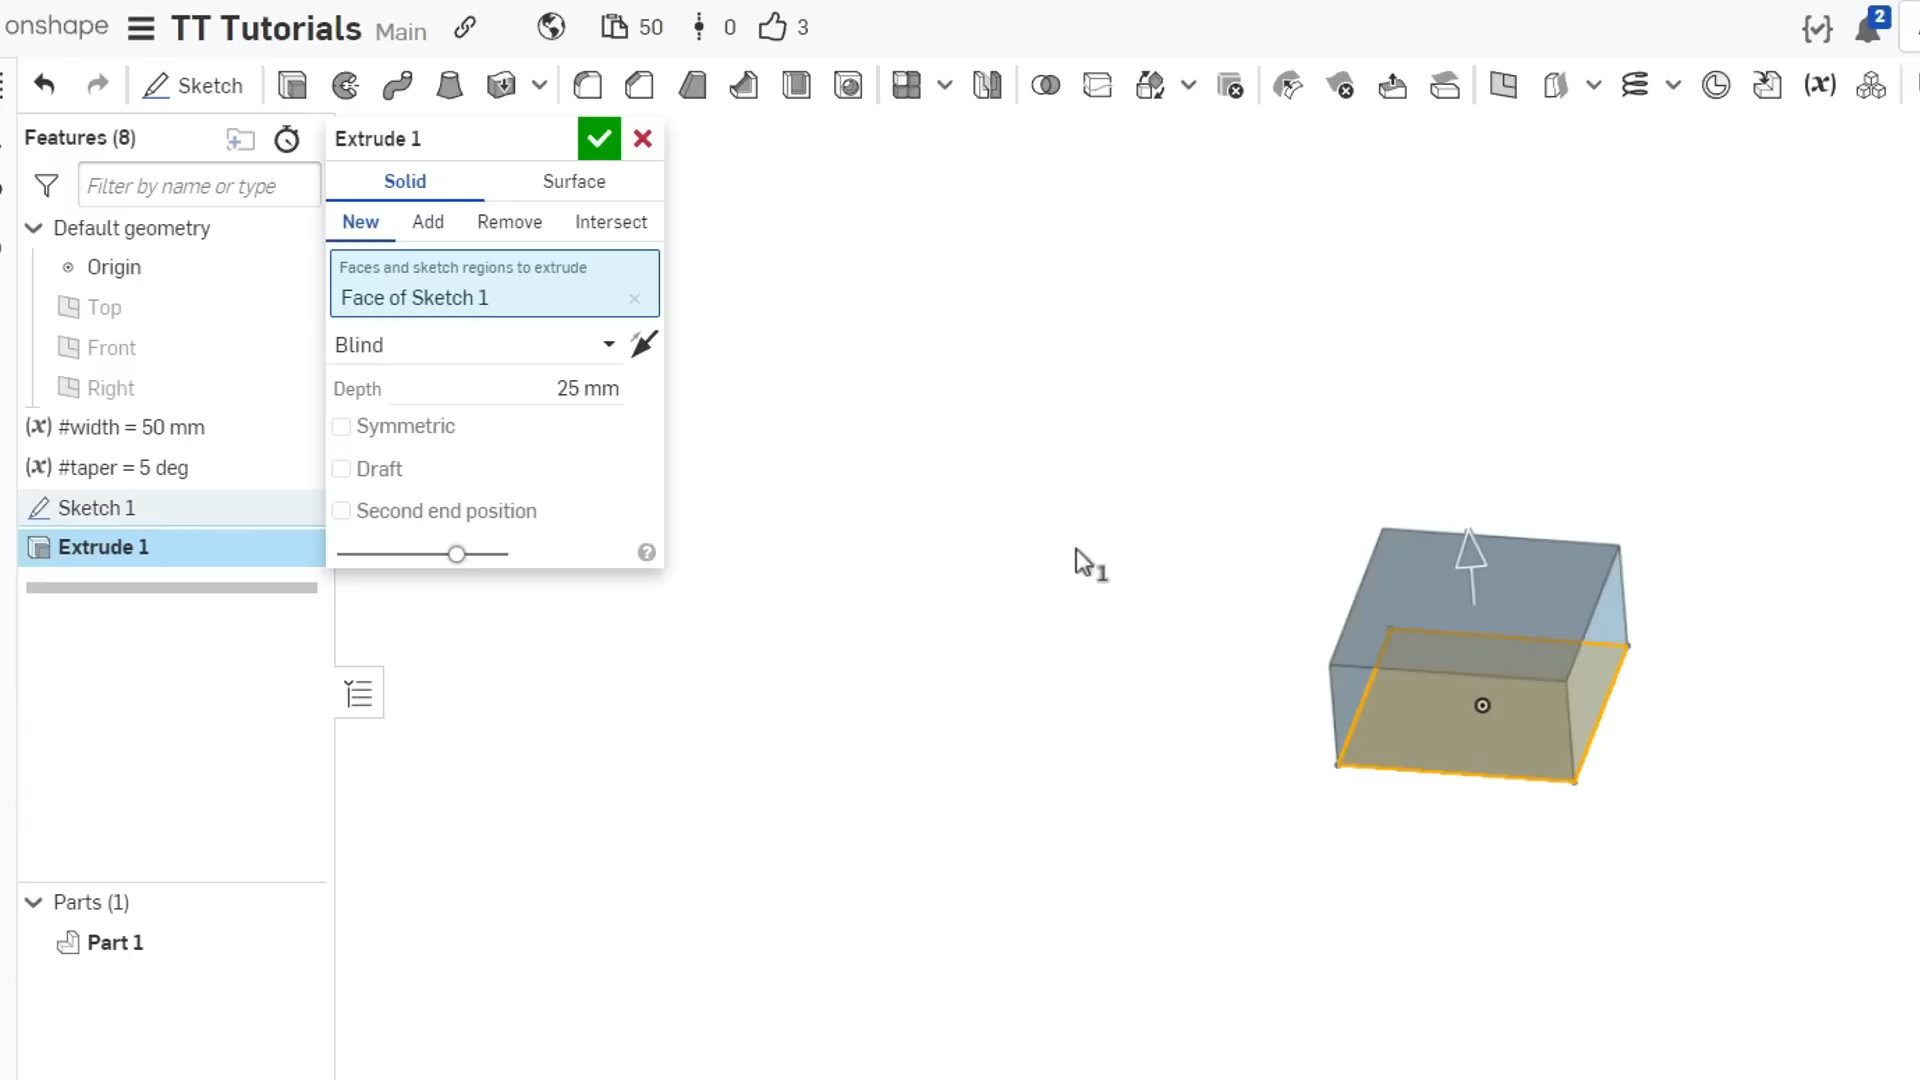 onshape TT Tutorials Main 50 0 3 2
Sketch (x)
Features (8)
Filter by name or type
Default geometry
Origin
Top
Front
Right
(x) #width = 50 mm
(x) #taper = 5 deg
Sketch 1
Extrude 1
Parts (1)
Part 1
Extrude 1
Solid Surface
New Add Remove Intersect
Faces and sketch regions to extrude
Face of Sketch 1
Blind
Depth 25 mm
Symmetric
Draft
Second end position
?
1